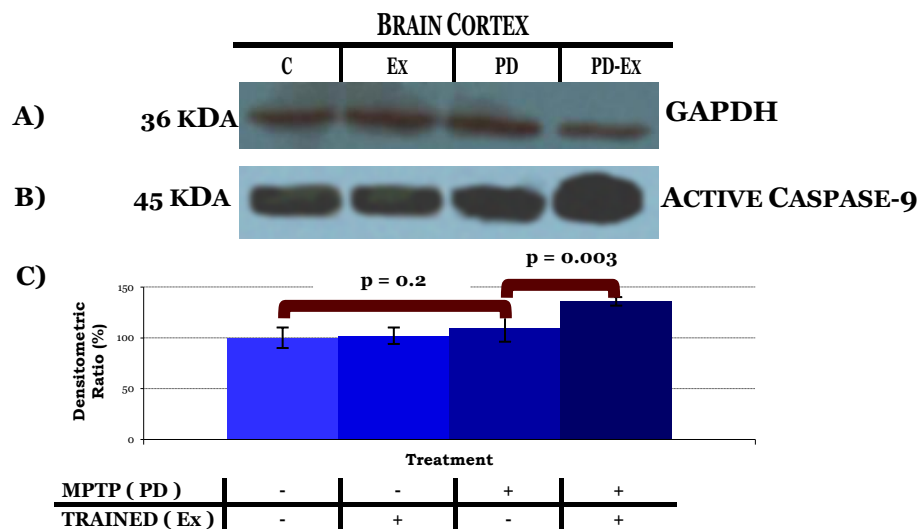 BRAIN CORTEX
C Ex PD PD-Ex
A) 36 KDA GAPDH
B) 45 KDA ACTIVE CASPASE-9
C)
p = 0.2
p = 0.003
Densitometric
Ratio (%)
150
100
50
0
Treatment
MPTP ( PD ) - - + +
TRAINED ( Ex ) - + - +